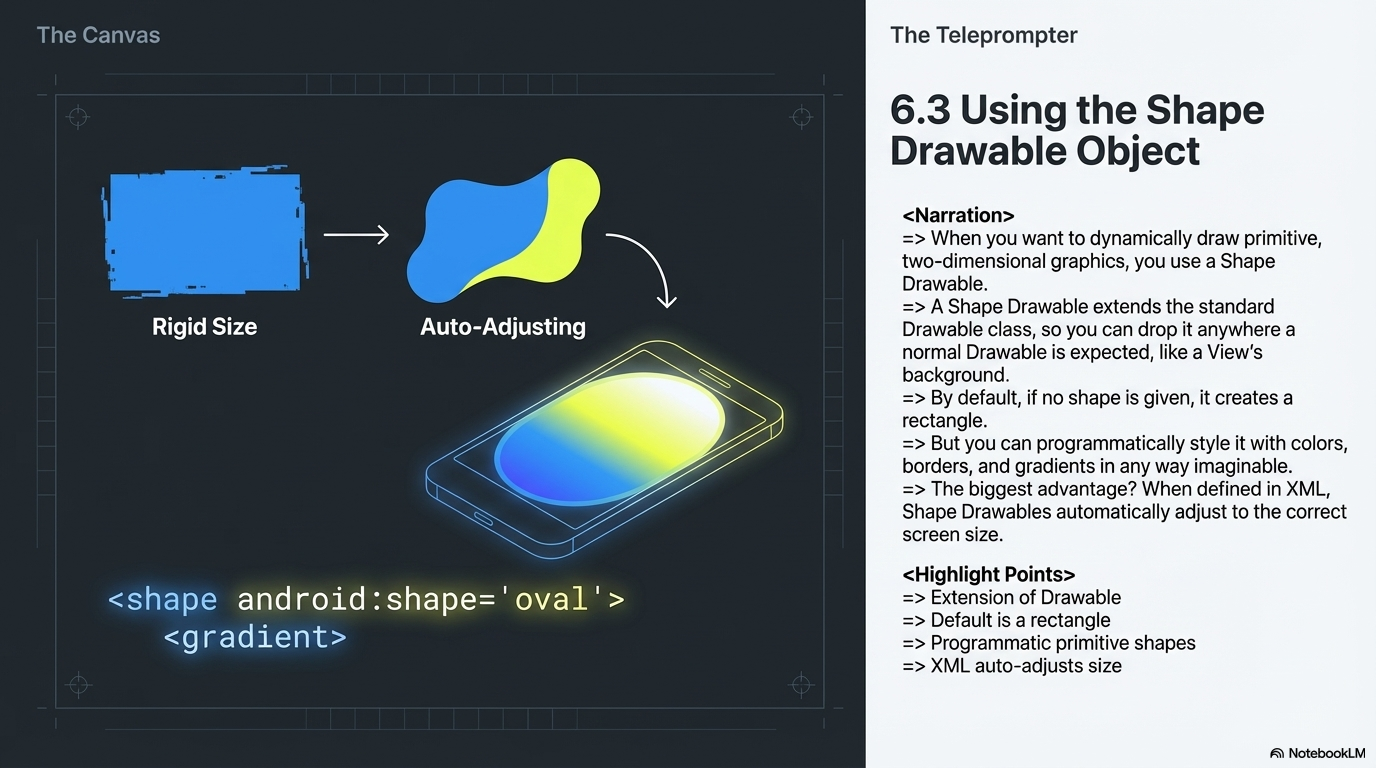 The Canvas
Rigid Size
Auto-Adjusting
<shape android:shape='oval'>
<gradient>
The Teleprompter
6.3 Using the Shape
Drawable Object
<Narration>
=> When you want to dynamically draw primitive,
two-dimensional graphics, you use a Shape
Drawable.
=> A Shape Drawable extends the standard
Drawable class, so you can drop it anywhere a
normal Drawable is expected, like a View's
background.
=> By default, if no shape is given, it creates a
rectangle.
=> But you can programmatically style it with colors,
borders, and gradients in any way imaginable.
=> The biggest advantage? When defined in XML,
Shape Drawables automatically adjust to the correct
screen size.
<Highlight Points>
=> Extension of Drawable
=> Default is a rectangle
=> Programmatic primitive shapes
=> XML auto-adjusts size
NotebookLM